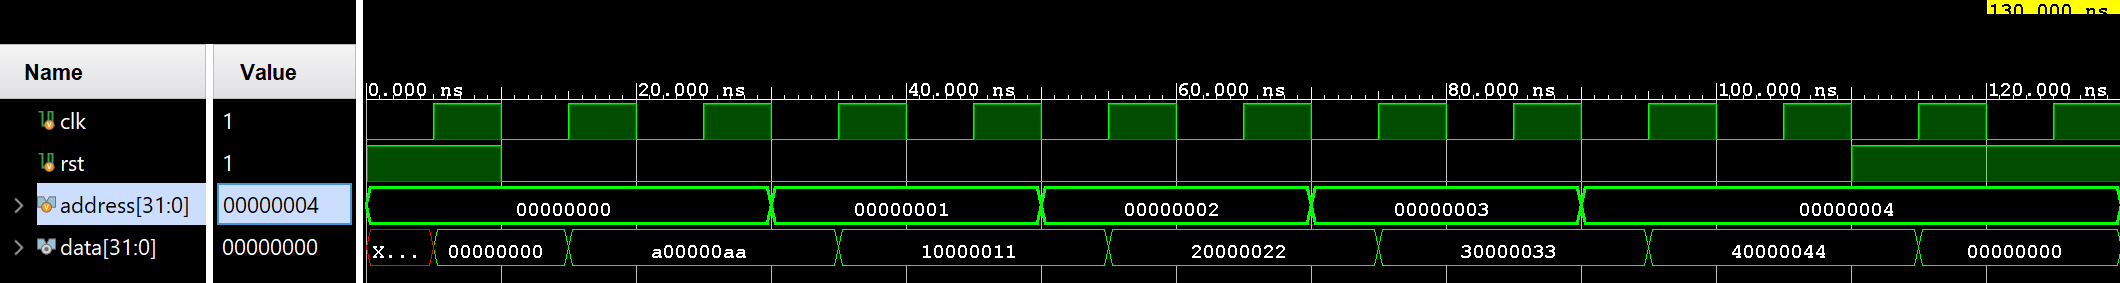 130.000 ns
Name Value
0.000 ns 20.000 ns 40.000 ns 60.000 ns 80.000 ns 100.000 ns 120.000 ns
clk 1
rst 1
address[31:0] 00000004 00000000 00000001 00000002 00000003 00000004
data[31:0] 00000000 X... 00000000 a00000aa 10000011 20000022 30000033 40000044 00000000